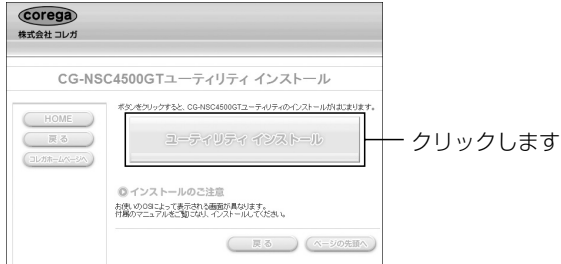 corega
株式会社 コレガ
CG-NSC4500GTユーティリティ インストール
ボタンをクリックすると、CG-NSC4500GTユーティリティのインストールがはじまります。
HOME
戻る
コレガホームページへ
ユーティリティ インストール
クリックします
インストールのご注意
お使いのOSによって表示される画面が異なります。
付属のマニュアルをご覧になり、インストールしてください。
戻る
ページの先頭へ